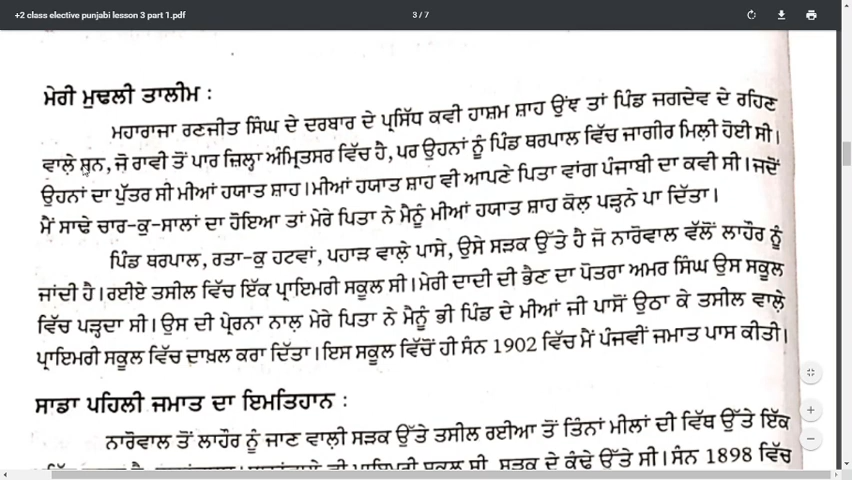 +2 class elective punjabi lesson 3 part 1.pdf
3 / 7
ਮੇਰੀ ਮੁਢਲੀ ਤਾਲੀਮ :
ਮਹਾਰਾਜਾ ਰਣਜੀਤ ਸਿੰਘ ਦੇ ਦਰਬਾਰ ਦੇ ਪ੍ਰਸਿੱਧ ਕਵੀ ਹਾਸ਼ਮ ਸ਼ਾਹ ਉਂਞ ਤਾਂ ਪਿੰਡ ਜਗਦੇਵ ਦੇ ਰਹਿਣ
ਵਾਲ਼ੇ ਸ਼ੁਨ, ਜੋ ਰਾਵੀ ਤੋਂ ਪਾਰ ਜ਼ਿਲ੍ਹਾ ਅੰਮ੍ਰਿਤਸਰ ਵਿੱਚ ਹੈ, ਪਰ ਉਹਨਾਂ ਨੂੰ ਪਿੰਡ ਥਰਪਾਲ ਵਿੱਚ ਜਾਗੀਰ ਮਿਲ਼ੀ ਹੋਈ ਸੀ।
ਉਹਨਾਂ ਦਾ ਪੁੱਤਰ ਸੀ ਮੀਆਂ ਹਯਾਤ ਸ਼ਾਹ। ਮੀਆਂ ਹਯਾਤ ਸ਼ਾਹ ਵੀ ਆਪਣੇ ਪਿਤਾ ਵਾਂਗ ਪੰਜਾਬੀ ਦਾ ਕਵੀ ਸੀ। ਜਦੋਂ
ਮੈਂ ਸਾਢੇ ਚਾਰ-ਕੁ-ਸਾਲਾਂ ਦਾ ਹੋਇਆ ਤਾਂ ਮੇਰੇ ਪਿਤਾ ਨੇ ਮੈਨੂੰ ਮੀਆਂ ਹਯਾਤ ਸ਼ਾਹ ਕੋਲ਼ ਪੜ੍ਹਨੇ ਪਾ ਦਿੱਤਾ।
ਪਿੰਡ ਥਰਪਾਲ, ਰਤਾ-ਕੁ ਹਟਵਾਂ, ਪਹਾੜ ਵਾਲ਼ੇ ਪਾਸੇ, ਉਸੇ ਸੜਕ ਉੱਤੇ ਹੈ ਜੋ ਨਾਰੋਵਾਲ ਵੱਲੋਂ ਲਾਹੌਰ ਨੂੰ
ਜਾਂਦੀ ਹੈ। ਰਈਏ ਤਸੀਲ ਵਿੱਚ ਇੱਕ ਪ੍ਰਾਇਮਰੀ ਸਕੂਲ ਸੀ। ਮੇਰੀ ਦਾਦੀ ਦੀ ਭੈਣ ਦਾ ਪੋਤਰਾ ਅਮਰ ਸਿੰਘ ਉਸ ਸਕੂਲ
ਵਿੱਚ ਪੜ੍ਹਦਾ ਸੀ। ਉਸ ਦੀ ਪ੍ਰੇਰਨਾ ਨਾਲ਼ ਮੇਰੇ ਪਿਤਾ ਨੇ ਮੈਨੂੰ ਭੀ ਪਿੰਡ ਦੇ ਮੀਆਂ ਜੀ ਪਾਸੋਂ ਉਠਾ ਕੇ ਤਸੀਲ ਵਾਲ਼ੇ
ਪ੍ਰਾਇਮਰੀ ਸਕੂਲ ਵਿੱਚ ਦਾਖ਼ਲ ਕਰਾ ਦਿੱਤਾ। ਇਸ ਸਕੂਲ ਵਿੱਚੋਂ ਹੀ ਸੰਨ 1902 ਵਿੱਚ ਮੈਂ ਪੰਜਵੀਂ ਜਮਾਤ ਪਾਸ ਕੀਤੀ।
ਸਾਡਾ ਪਹਿਲੀ ਜਮਾਤ ਦਾ ਇਮਤਿਹਾਨ :
ਨਾਰੋਵਾਲ ਤੋਂ ਲਾਹੌਰ ਨੂੰ ਜਾਣ ਵਾਲ਼ੀ ਸੜਕ ਉੱਤੇ ਤਸੀਲ ਰਈਆ ਤੋਂ ਤਿੰਨਾਂ ਮੀਲਾਂ ਦੀ ਵਿੱਥ ਉੱਤੇ ਇੱਕ
ਪ੍ਰਾਇਮਰੀ ਸਕੂਲ ਸੀ, ਸੜਕ ਦੇ ਕੰਢੇ ਉੱਤੇ ਸੀ। ਸੰਨ 1898 ਵਿੱਚ